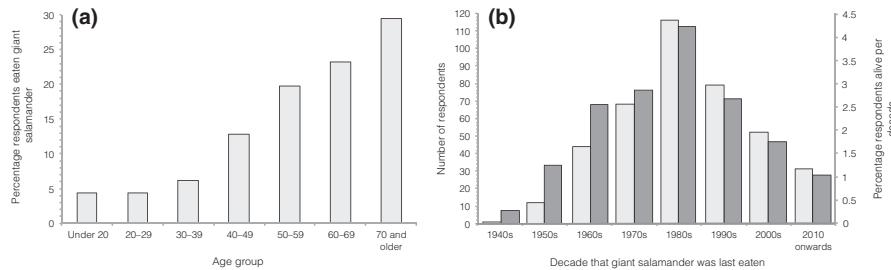 (a)
Percentage respondents eaten giant
salamander
30
25
20
15
10
5
0
Under 20 20–29 30–39 40–49 50–59 60–69 70 and
older
Age group
(b)
Number of respondents
120
110
100
90
80
70
60
50
40
30
20
10
0
4.5
4
3.5
3
2.5
2
1.5
1
0.5
0
Percentage respondents alive per
decade
1940s 1950s 1960s 1970s 1980s 1990s 2000s 2010
onwards
Decade that giant salamander was last eaten